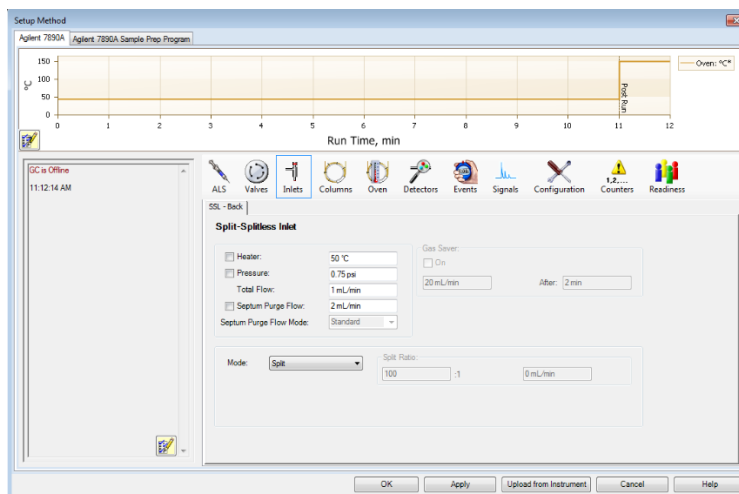 Setup Method
Agilent 7890A Agilent 7890A Sample Prep Program
150
100
50
0
°C
0 1 2 3 4 5 6 7 8 9 10 11 12
Post Run
Run Time, min
Oven: °C*
GC is Offline
11:12:14 AM
ALS Valves Inlets Columns Oven Detectors Events Signals Configuration 1,2,... Counters Readiness
SSL - Back
Split-Splitless Inlet
Heater: 50 °C
Pressure: 0.75 psi
Total Flow: 1 mL/min
Septum Purge Flow: 2 mL/min
Septum Purge Flow Mode: Standard
Gas Saver:
On
20 mL/min After: 2 min
Mode: Split
Split Ratio:
100 :1 0 mL/min
OK Apply Upload from Instrument Cancel Help